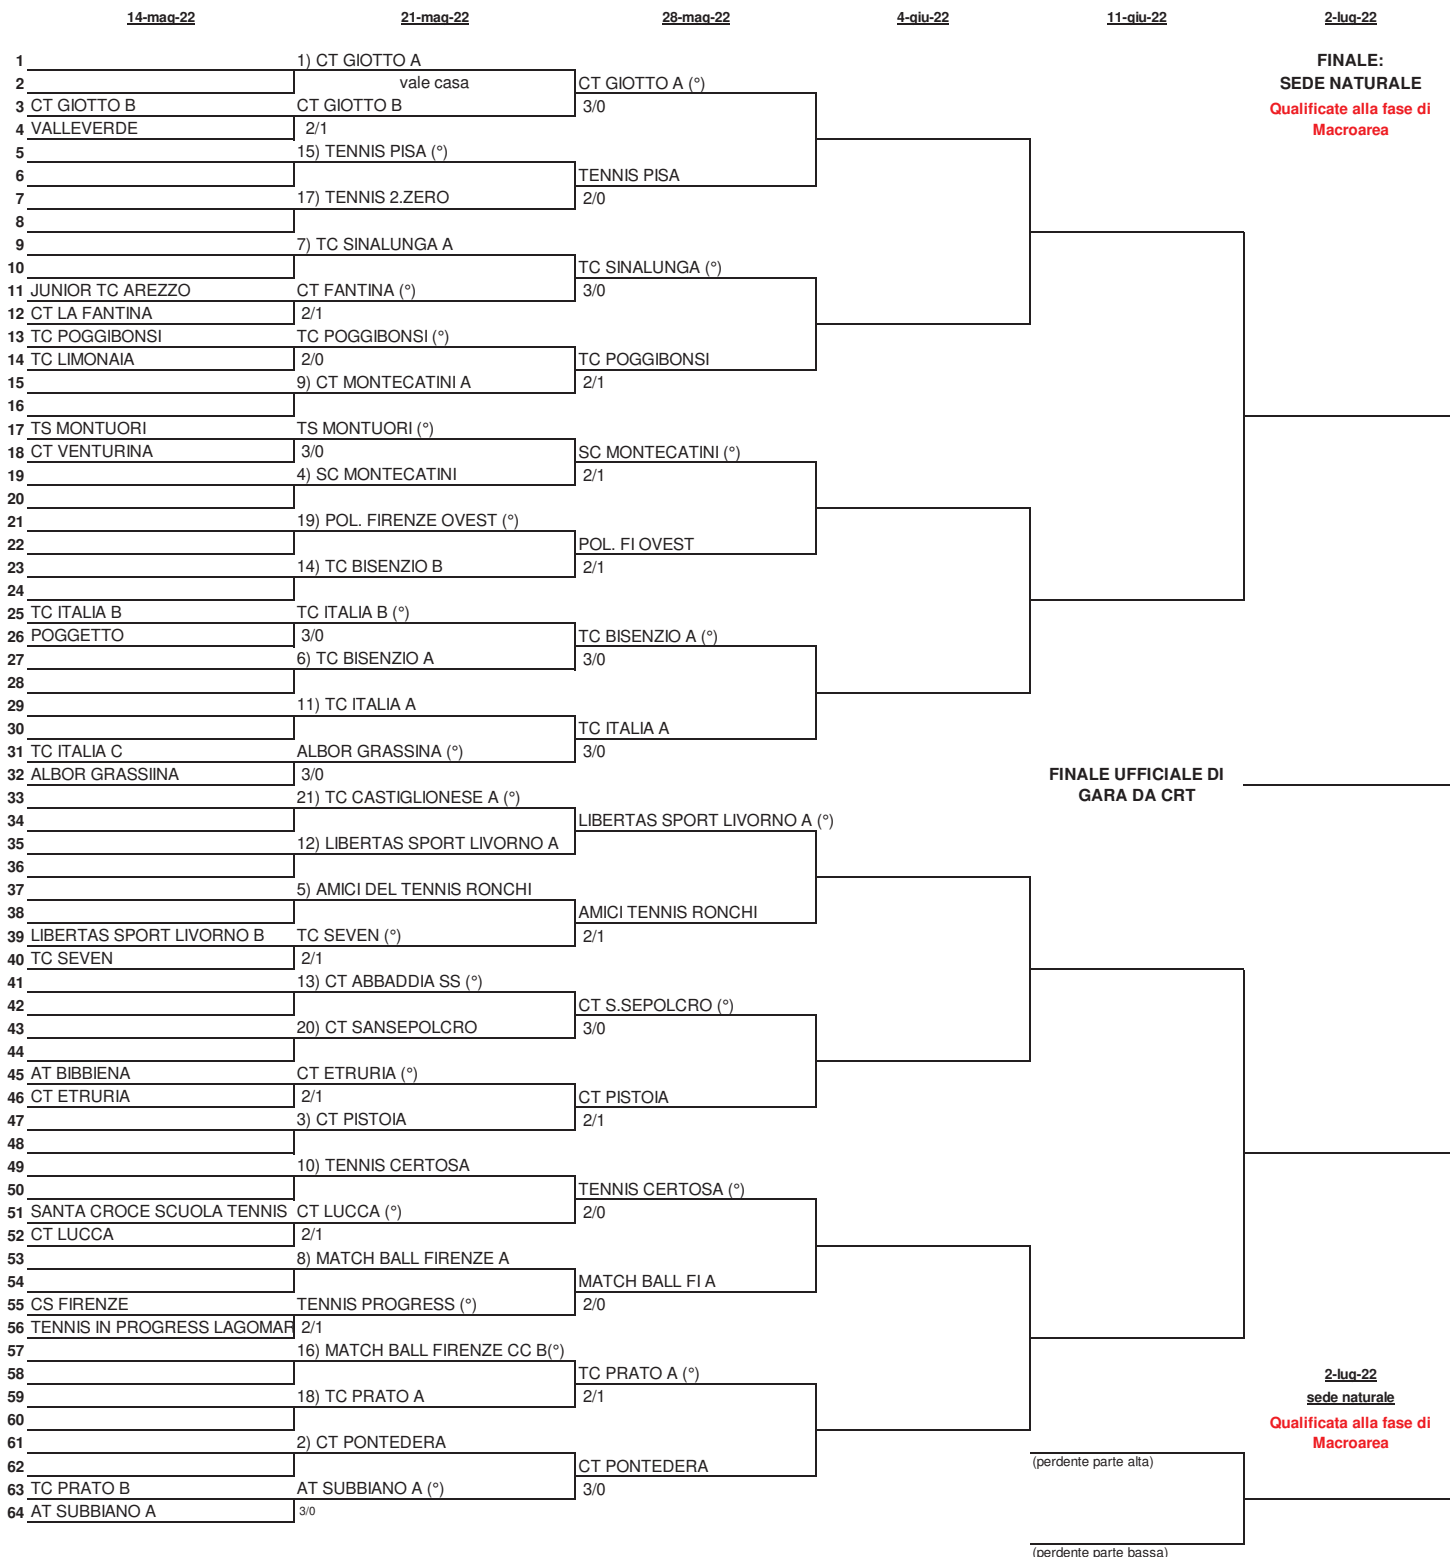 14-mag-22 21-mag-22 28-mag-22 4-giu-22 11-giu-22 2-lug-22
1 1) CT GIOTTO A FINALE:
2 vale casa CT GIOTTO A (°) SEDE NATURALE
3 CT GIOTTO B CT GIOTTO B 3/0 Qualificate alla fase di
4 VALLEVERDE 2/1 Macroarea
5 15) TENNIS PISA (°)
6 TENNIS PISA
7 17) TENNIS 2.ZERO 2/0
8
9 7) TC SINALUNGA A
10 TC SINALUNGA (°)
11 JUNIOR TC AREZZO CT FANTINA (°) 3/0
12 CT LA FANTINA 2/1
13 TC POGGIBONSI TC POGGIBONSI (°)
14 TC LIMONAIA 2/0 TC POGGIBONSI
15 9) CT MONTECATINI A 2/1
16
17 TS MONTUORI TS MONTUORI (°)
18 CT VENTURINA 3/0 SC MONTECATINI (°)
19 4) SC MONTECATINI 2/1
20
21 19) POL. FIRENZE OVEST (°)
22 POL. FI OVEST
23 14) TC BISENZIO B 2/1
24
25 TC ITALIA B TC ITALIA B (°)
26 POGGETTO 3/0 TC BISENZIO A (°)
27 6) TC BISENZIO A 3/0
28
29 11) TC ITALIA A
30 TC ITALIA A
31 TC ITALIA C ALBOR GRASSINA (°) 3/0
32 ALBOR GRASSIINA 3/0 FINALE UFFICIALE DI
33 21) TC CASTIGLIONESE A (°) GARA DA CRT
34 LIBERTAS SPORT LIVORNO A (°)
35 12) LIBERTAS SPORT LIVORNO A
36
37 5) AMICI DEL TENNIS RONCHI
38 AMICI TENNIS RONCHI
39 LIBERTAS SPORT LIVORNO B TC SEVEN (°) 2/1
40 TC SEVEN 2/1
41 13) CT ABBADDIA SS (°)
42 CT S.SEPOLCRO (°)
43 20) CT SANSEPOLCRO 3/0
44
45 AT BIBBIENA CT ETRURIA (°)
46 CT ETRURIA 2/1 CT PISTOIA
47 3) CT PISTOIA 2/1
48
49 10) TENNIS CERTOSA
50 TENNIS CERTOSA (°)
51 SANTA CROCE SCUOLA TENNIS CT LUCCA (°) 2/0
52 CT LUCCA 2/1
53 8) MATCH BALL FIRENZE A
54 MATCH BALL FI A
55 CS FIRENZE TENNIS PROGRESS (°) 2/0
56 TENNIS IN PROGRESS LAGOMAR 2/1
57 16) MATCH BALL FIRENZE CC B(°)
58 TC PRATO A (°) 2-lug-22
59 18) TC PRATO A 2/1 sede naturale
60 Qualificata alla fase di
61 2) CT PONTEDERA Macroarea
62 CT PONTEDERA (perdente parte alta)
63 TC PRATO B AT SUBBIANO A (°) 3/0
64 AT SUBBIANO A 3/0
(perdente parte bassa)